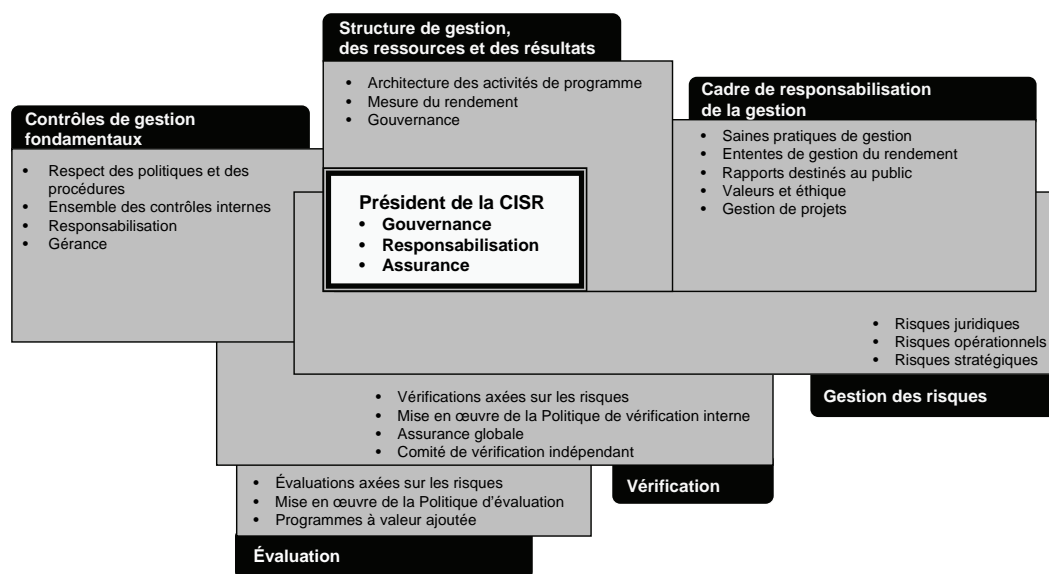 Structure de gestion,
des ressources et des résultats
• Architecture des activités de programme
• Mesure du rendement
• Gouvernance
Cadre de responsabilisation
de la gestion
• Saines pratiques de gestion
• Ententes de gestion du rendement
• Rapports destinés au public
• Valeurs et éthique
• Gestion de projets
Contrôles de gestion
fondamentaux
• Respect des politiques et des
procédures
• Ensemble des contrôles internes
• Responsabilisation
• Gérance
Président de la CISR
• Gouvernance
• Responsabilisation
• Assurance
• Risques juridiques
• Risques opérationnels
• Risques stratégiques
Gestion des risques
• Vérifications axées sur les risques
• Mise en œuvre de la Politique de vérification interne
• Assurance globale
• Comité de vérification indépendant
Vérification
• Évaluations axées sur les risques
• Mise en œuvre de la Politique d'évaluation
• Programmes à valeur ajoutée
Évaluation